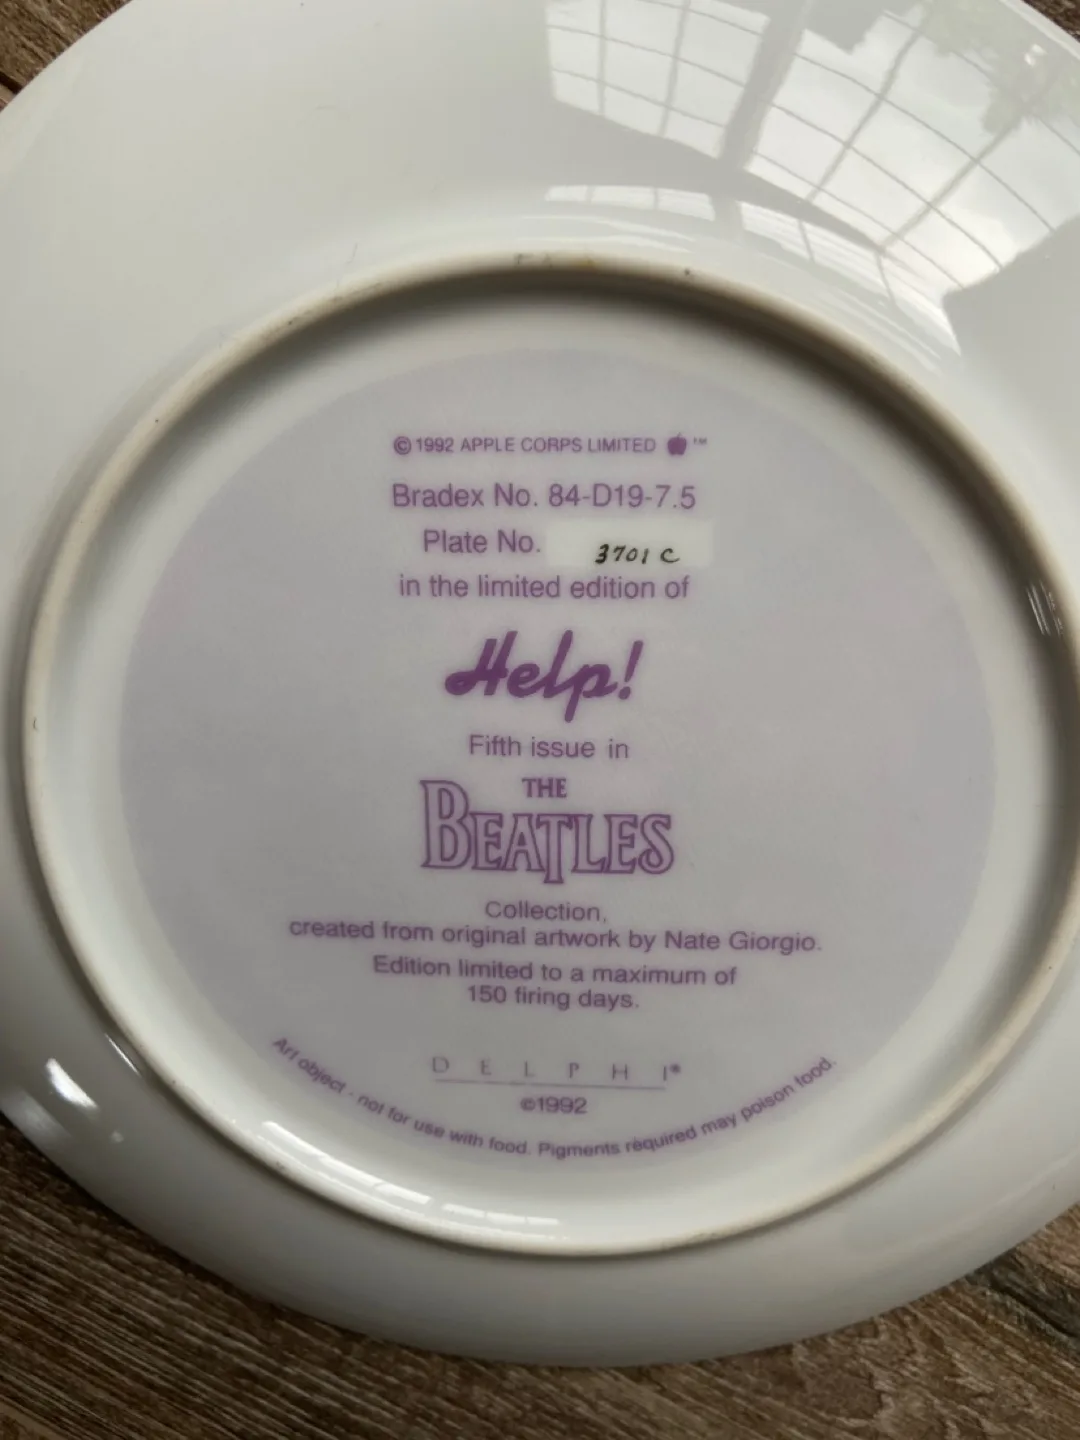 © 1992 APPLE CORPS LIMITED ™
Bradex No. 84-D19-7.5
Plate No. 3701 C
in the limited edition of
Help!
Fifth issue in
THE
BEATLES
Collection,
created from original artwork by Nate Giorgio.
Edition limited to a maximum of
150 firing days.
DELPHI®
©1992
Art object - not for use with food. Pigments required may poison food.